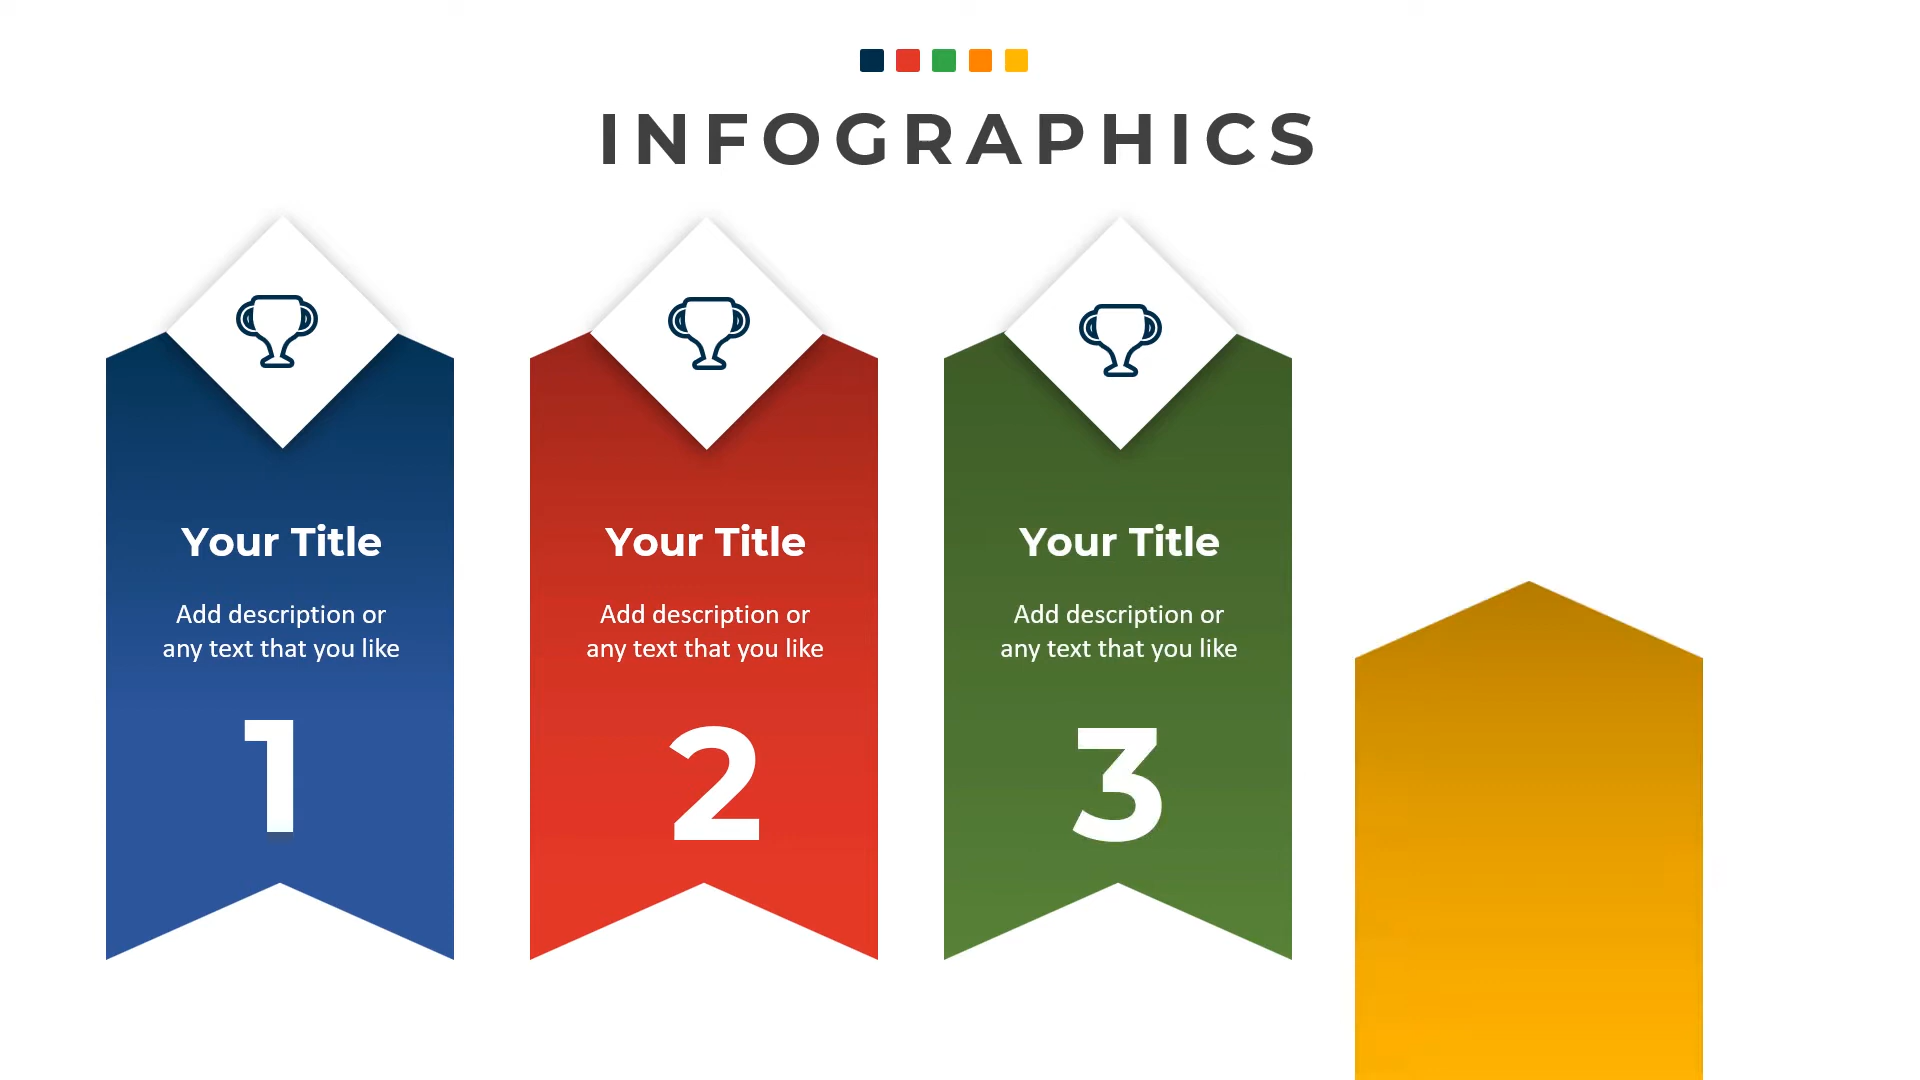 INFOGRAPHICS
Your Title
Add description or
any text that you like
1
Your Title
Add description or
any text that you like
2
Your Title
Add description or
any text that you like
3